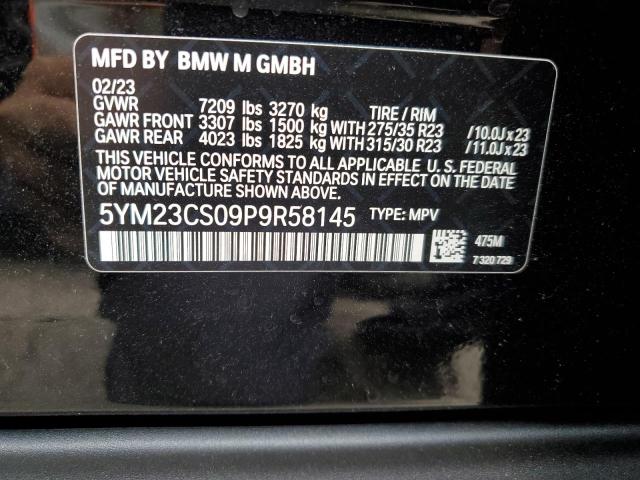 MFD BY BMW M GMBH
02/23
GVWR 7209 lbs 3270 kg TIRE / RIM
GAWR FRONT 3307 lbs 1500 kg WITH 275/35 R23 /10.0J x 23
GAWR REAR 4023 lbs 1825 kg WITH 315/30 R23 /11.0J x 23
THIS VEHICLE CONFORMS TO ALL APPLICABLE U.S. FEDERAL
MOTOR VEHICLE SAFETY STANDARDS IN EFFECT ON THE DATE
OF MANUFACTURE SHOWN ABOVE.
5YM23CS09P9R58145 TYPE: MPV
475M
7 320 729